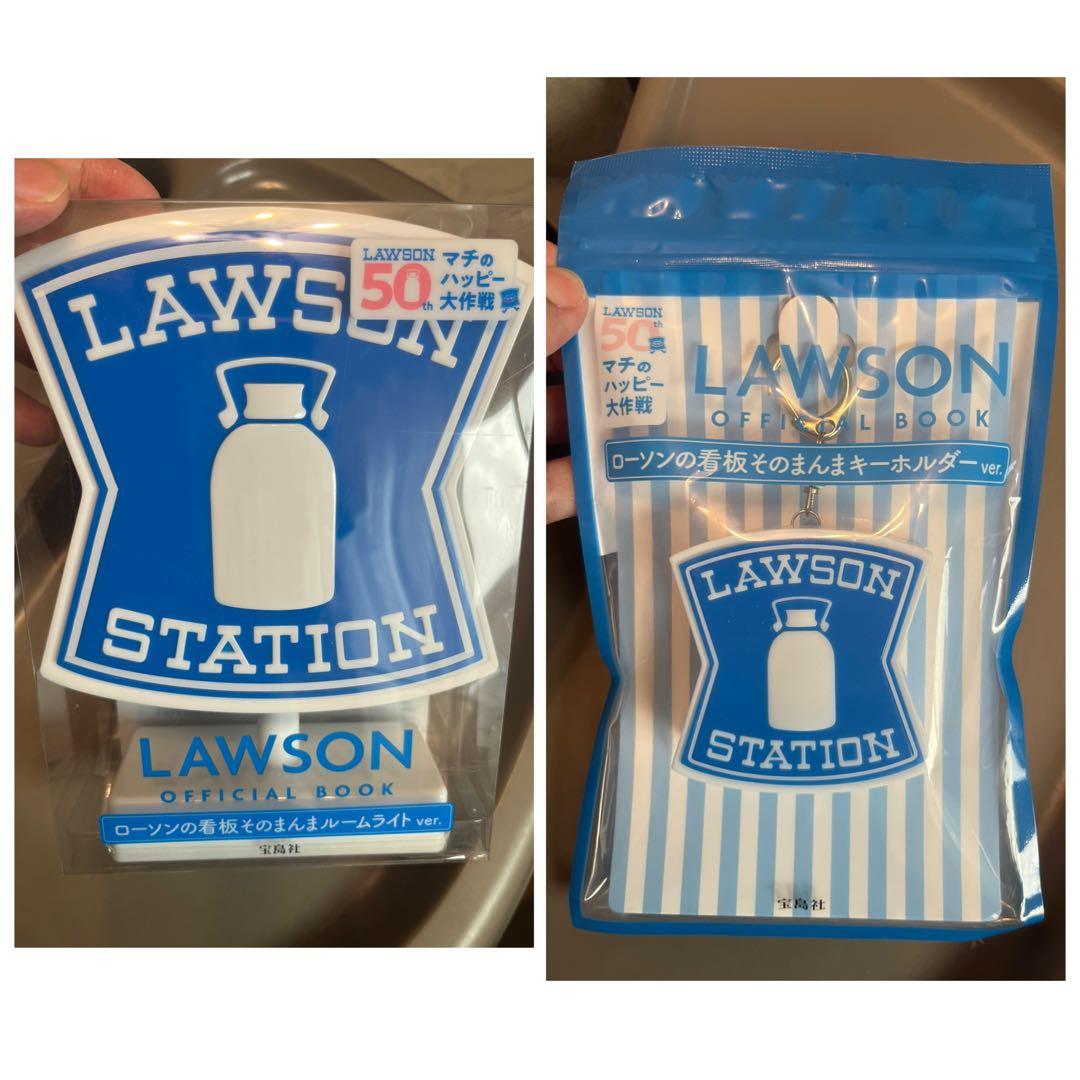 LAWSON
LAWSON
50th
マチの
ハッピー
大作戦
STATION
LAWSON
OFFICIAL BOOK
ローソンの看板そのまんまルームライト ver.
宝島社
LAWSON
50th
マチの
ハッピー
大作戦
LAWSON
OFFICIAL BOOK
ローソンの看板そのまんまキーホルダー ver.
LAWSON
STATION
宝島社